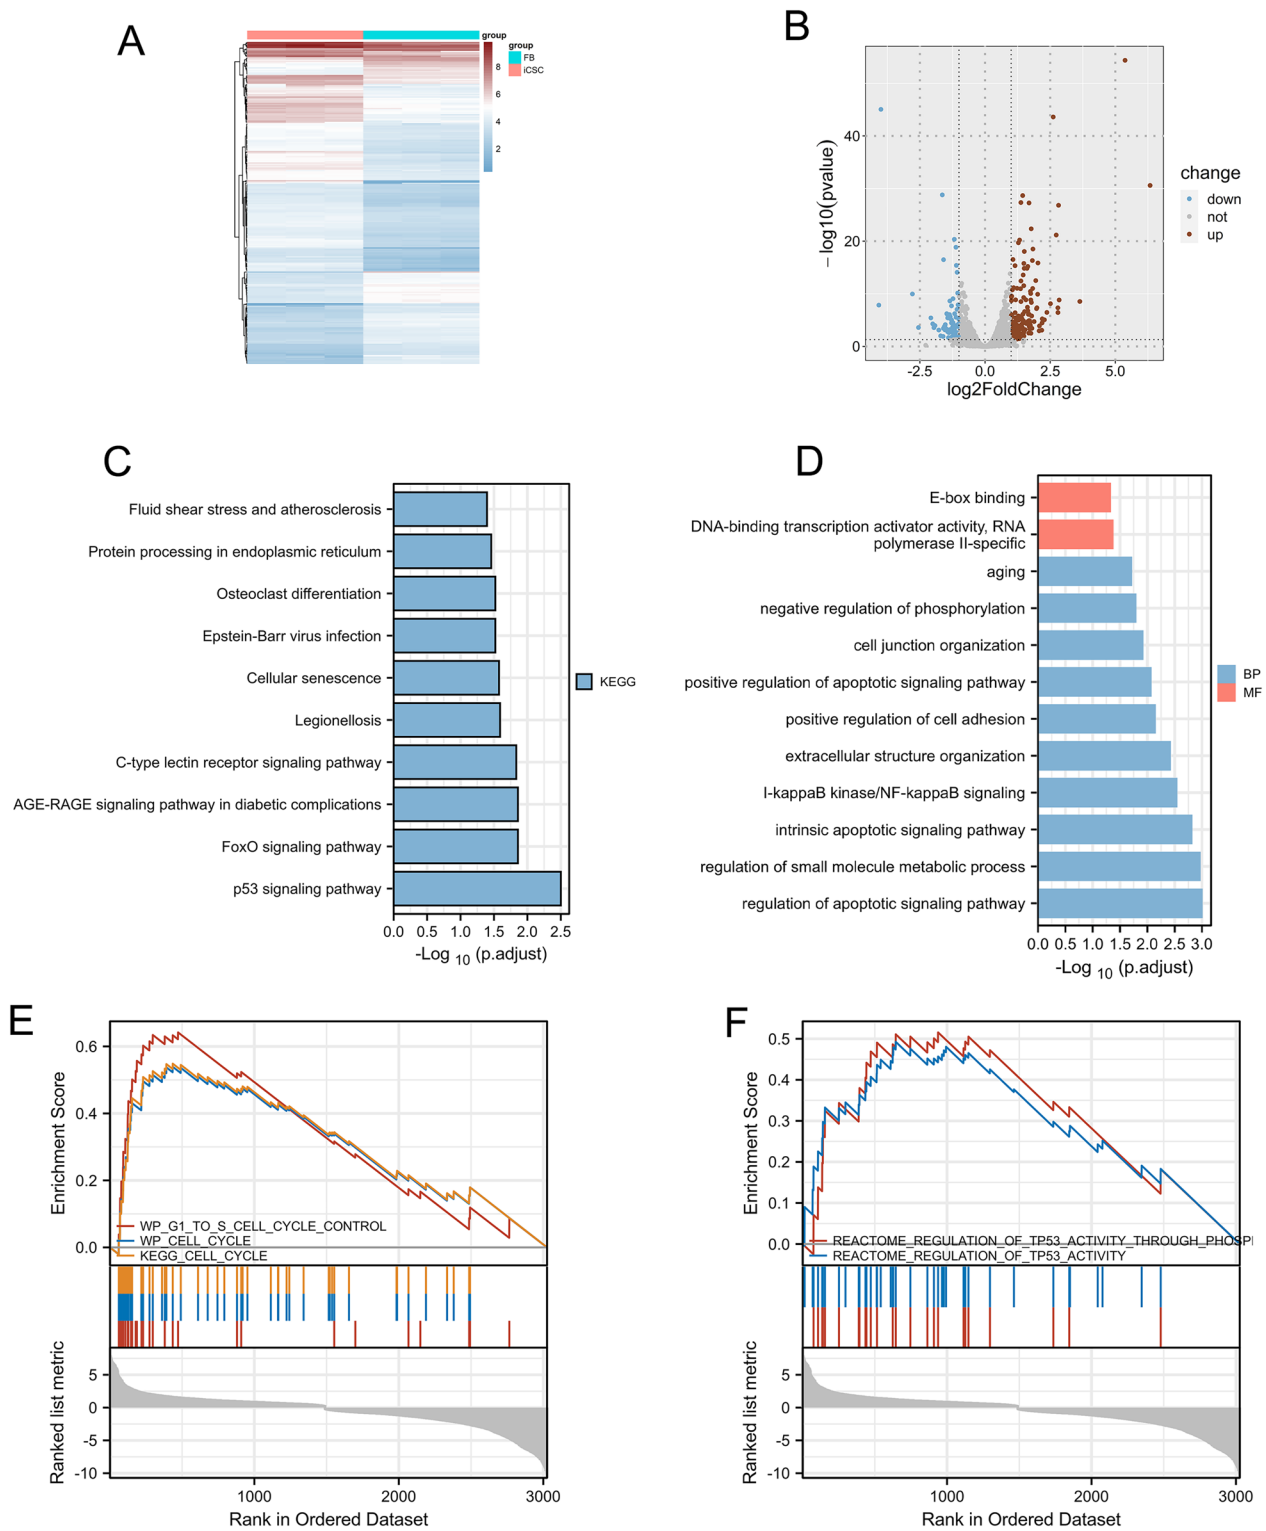 A
group
8
6
4
2
group
FB
iCSC
B
−log10(pvalue)
40
20
0
-2.5
0.0
2.5
5.0
log2FoldChange
change
down
not
up
C
Fluid shear stress and atherosclerosis
Protein processing in endoplasmic reticulum
Osteoclast differentiation
Epstein-Barr virus infection
Cellular senescence
Legionellosis
C-type lectin receptor signaling pathway
AGE-RAGE signaling pathway in diabetic complications
FoxO signaling pathway
p53 signaling pathway
0.0 0.5 1.0 1.5 2.0 2.5
-Log 10 (p.adjust)
KEGG
D
E-box binding
DNA-binding transcription activator activity, RNA
polymerase II-specific
aging
negative regulation of phosphorylation
cell junction organization
positive regulation of apoptotic signaling pathway
positive regulation of cell adhesion
extracellular structure organization
I-kappaB kinase/NF-kappaB signaling
intrinsic apoptotic signaling pathway
regulation of small molecule metabolic process
regulation of apoptotic signaling pathway
0.0 0.5 1.0 1.5 2.0 2.5 3.0
-Log 10 (p.adjust)
BP
MF
E
Enrichment Score
0.6
0.4
0.2
0.0
WP_G1_TO_S_CELL_CYCLE_CONTROL
WP_CELL_CYCLE
KEGG_CELL_CYCLE
Ranked list metric
5
0
-5
-10
1000 2000 3000
Rank in Ordered Dataset
F
Enrichment Score
0.5
0.4
0.3
0.2
0.1
0.0
REACTOME_REGULATION_OF_TP53_ACTIVITY_THROUGH_PHOSP
REACTOME_REGULATION_OF_TP53_ACTIVITY
Ranked list metric
5
0
-5
-10
1000 2000 3000
Rank in Ordered Dataset